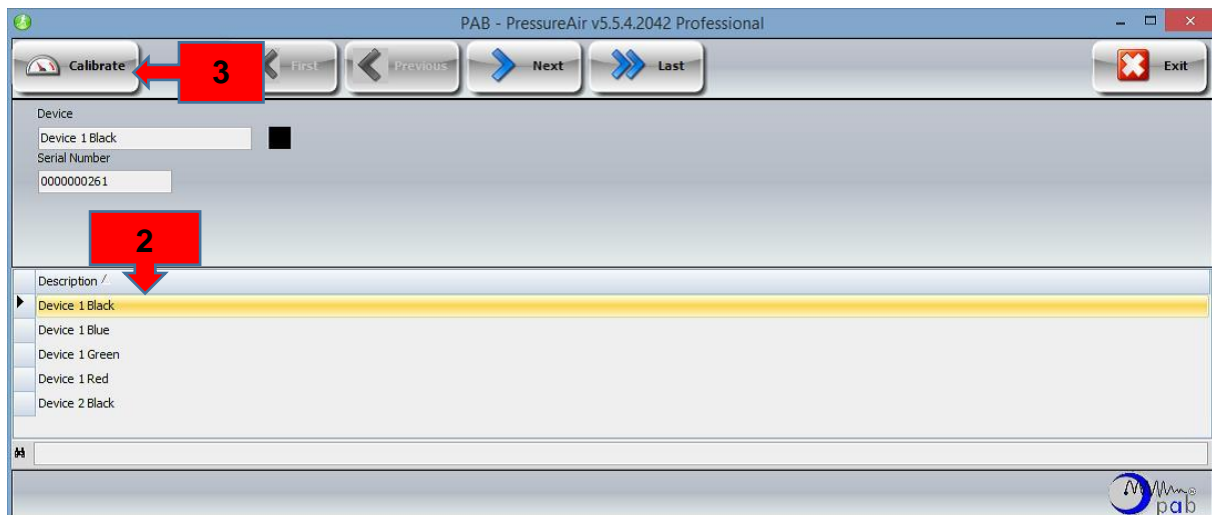 PAB - PressureAir v5.5.4.2042 Professional
Calibrate 3 First Previous Next Last Exit
Device
Device 1 Black
Serial Number
0000000261
2
Description
Device 1 Black
Device 1 Blue
Device 1 Green
Device 1 Red
Device 2 Black
pab